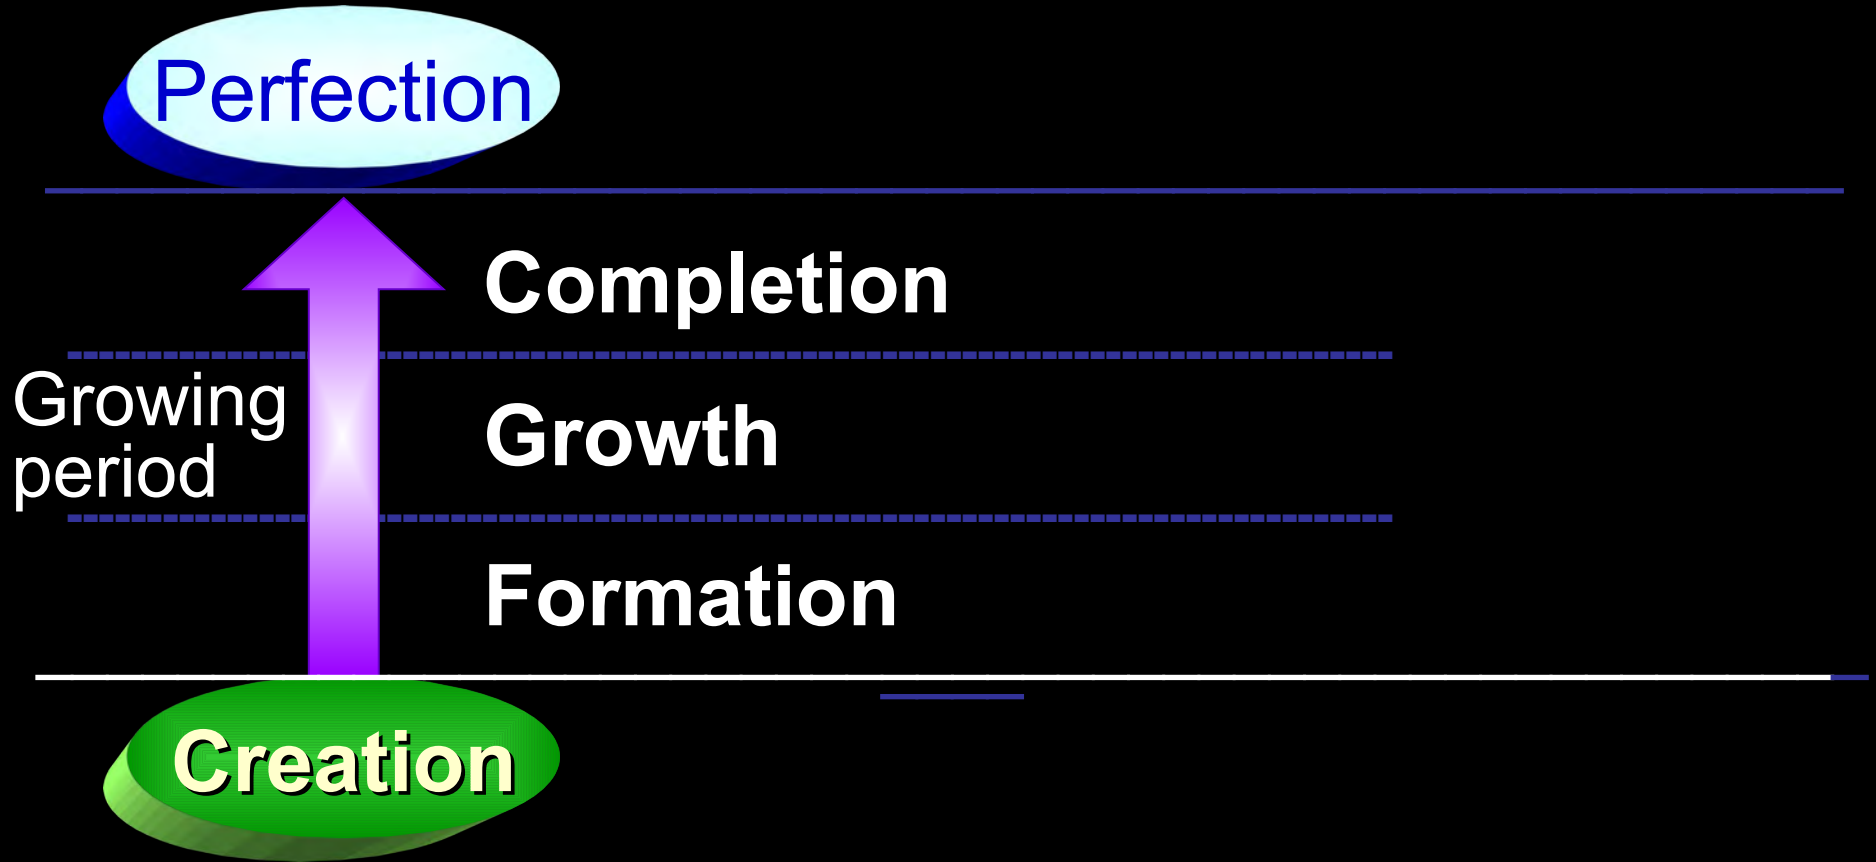 Perfection
Completion
Growing
period
Growth
Formation
Creation